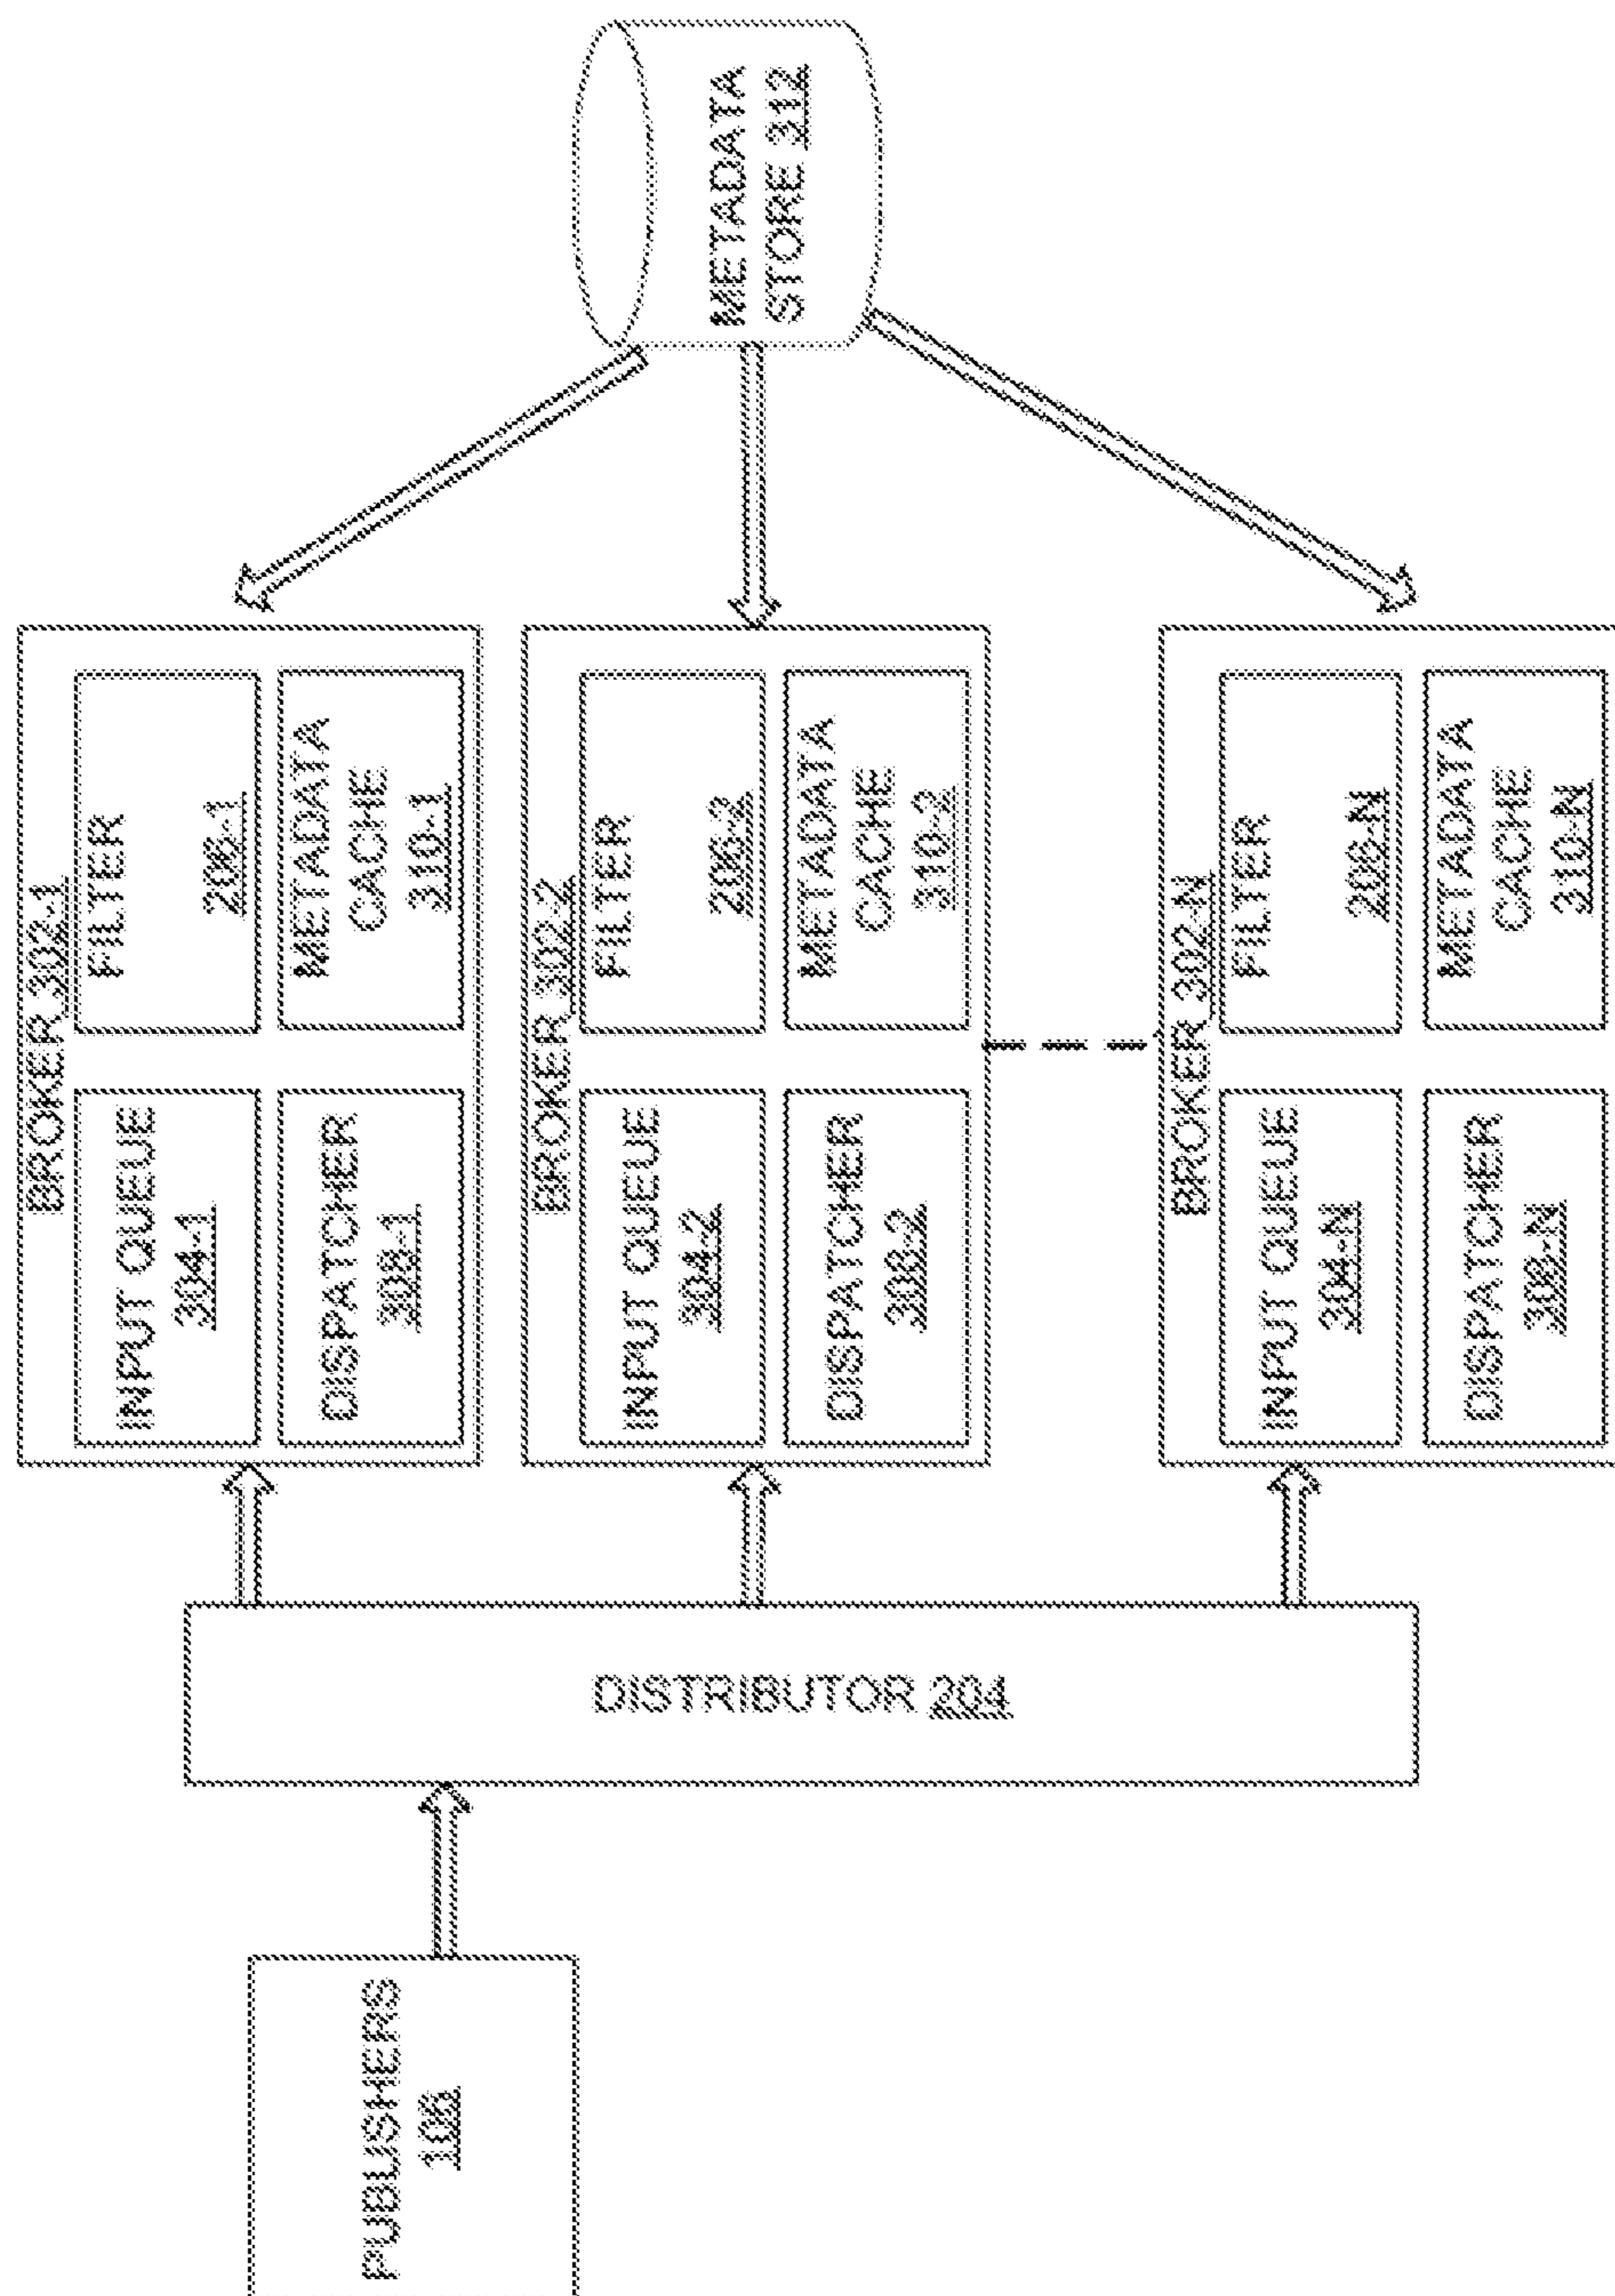 PUBLISHERS
106
DISTRIBUTOR 204
BROKER 302-1
INPUT QUEUE
304-1
FILTER
206-1
DISPATCHER
308-1
METADATA
CACHE
310-1
BROKER 302-2
INPUT QUEUE
304-2
FILTER
206-2
DISPATCHER
308-2
METADATA
CACHE
310-2
BROKER 302-N
INPUT QUEUE
304-N
FILTER
206-N
DISPATCHER
308-N
METADATA
CACHE
310-N
METADATA
STORE 312